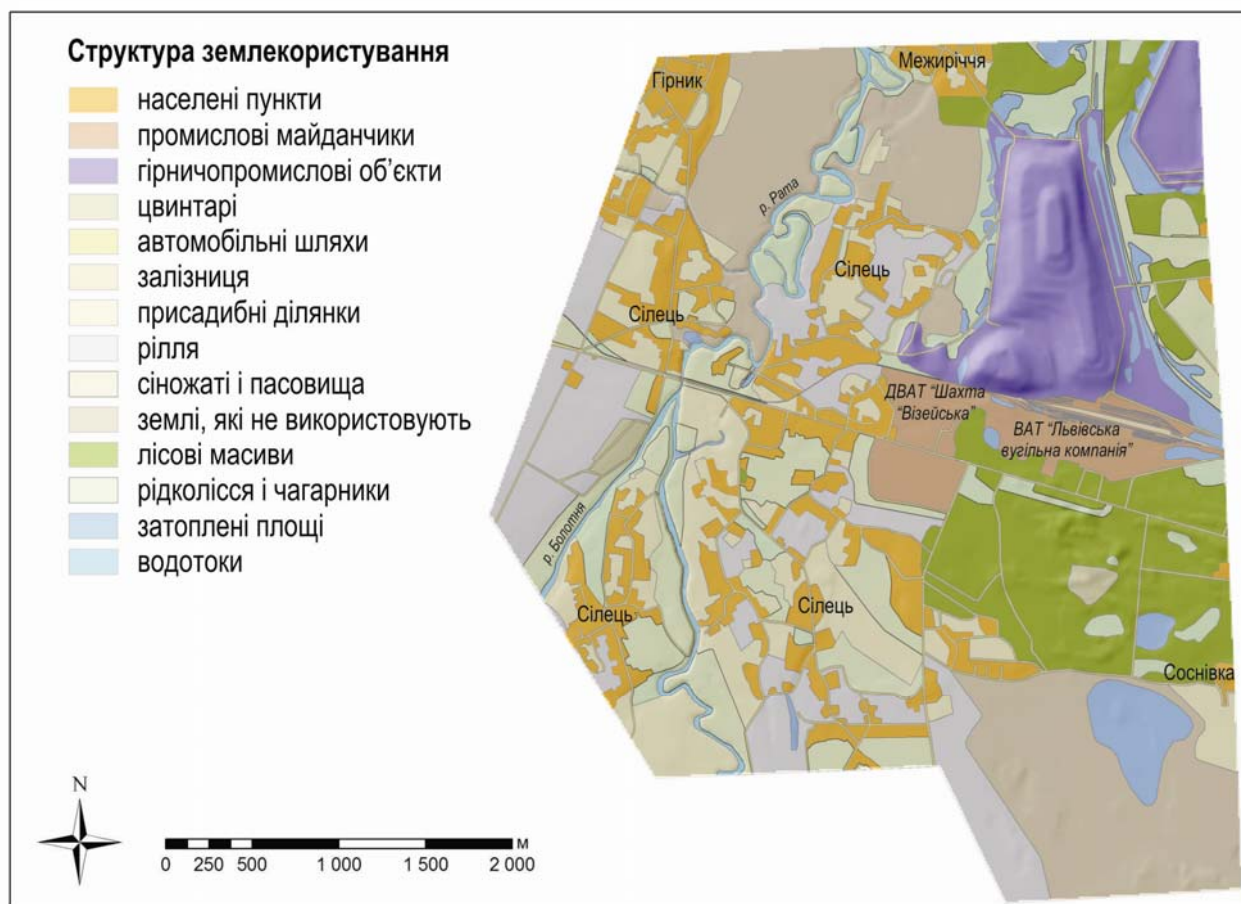 Структура землекористування
населені пункти
промислові майданчики
гірничопромислові об’єкти
цвинтарі
автомобільні шляхи
залізниця
присадибні ділянки
рілля
сіножаті і пасовища
землі, які не використовують
лісові масиви
рідколісся і чагарники
затоплені площі
водотоки
Гірник
Межиріччя
р. Рата
Сілець
Сілець
ДВАТ “Шахта
“Візейська”
ВАТ “Львівська
вугільна компанія”
р. Болотня
Сілець
Сілець
Соснівка
N
м
0 250 500 1 000 1 500 2 000